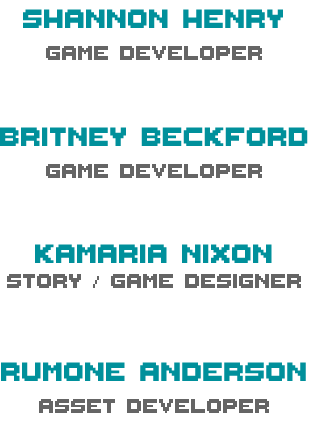 SHANNON HENRY
GAME DEVELOPER
BRITNEY BECKFORD
GAME DEVELOPER
KAMARIA NIXON
STORY / GAME DESIGNER
RUMONE ANDERSON
ASSET DEVELOPER